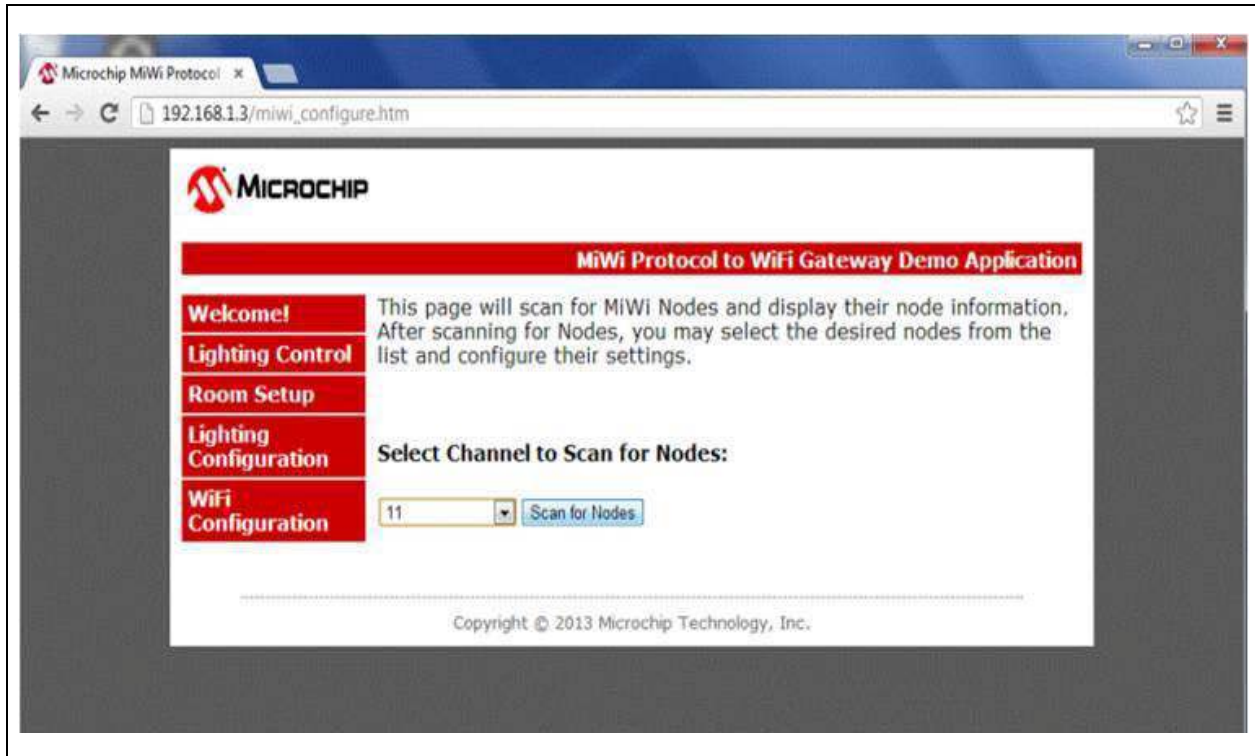 Microchip MiWi Protocol
192.168.1.3/miwi_configure.htm
MICROCHIP
MiWi Protocol to WiFi Gateway Demo Application
Welcome!
Lighting Control
Room Setup
Lighting
Configuration
WiFi
Configuration
This page will scan for MiWi Nodes and display their node information.
After scanning for Nodes, you may select the desired nodes from the
list and configure their settings.
Select Channel to Scan for Nodes:
11
Scan for Nodes
Copyright © 2013 Microchip Technology, Inc.